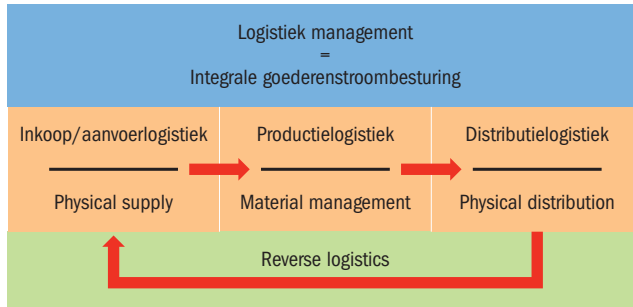 Logistiek management
=
Integrale goederenstroombesturing
Inkoop/aanvoerlogistiek
Productielogistiek
Distributielogistiek
Physical supply
Material management
Physical distribution
Reverse logistics